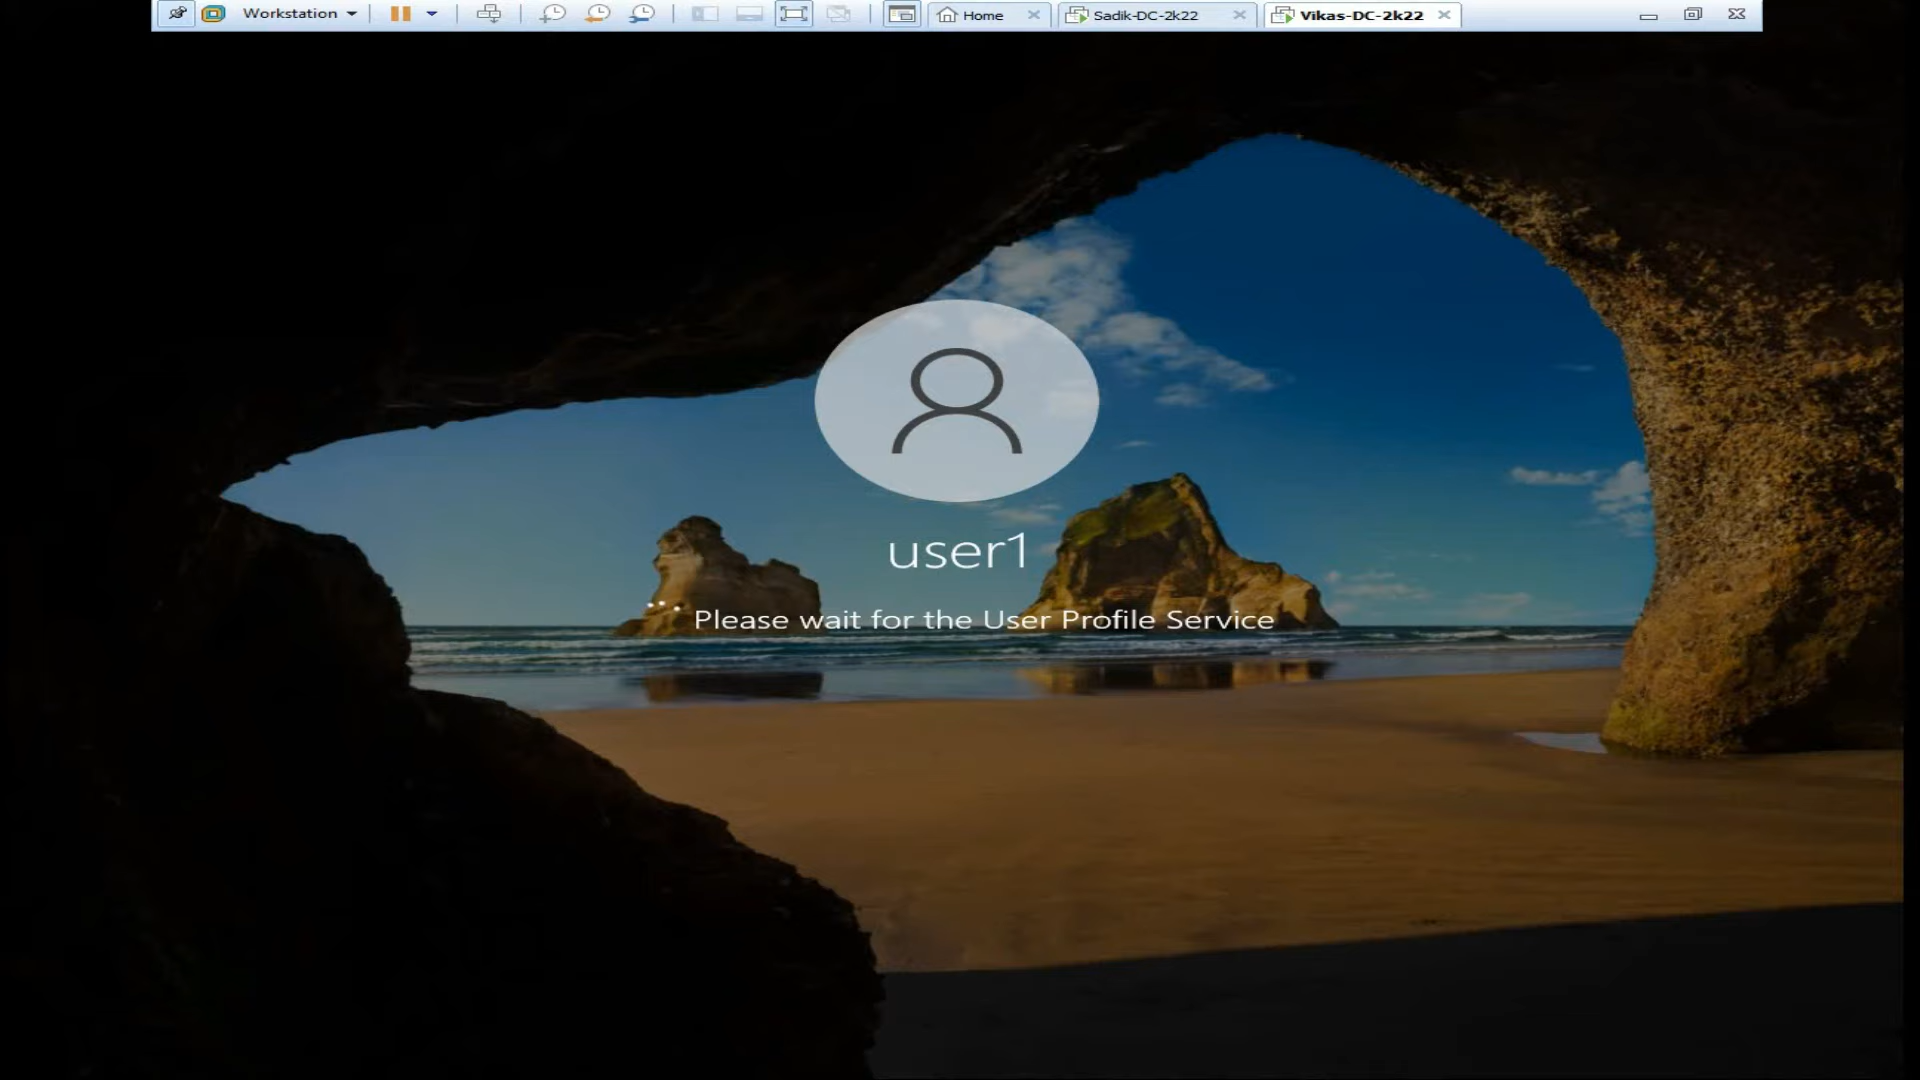 Workstation
Home
Sadik-DC-2k22
Vikas-DC-2k22
user1
Please wait for the User Profile Service